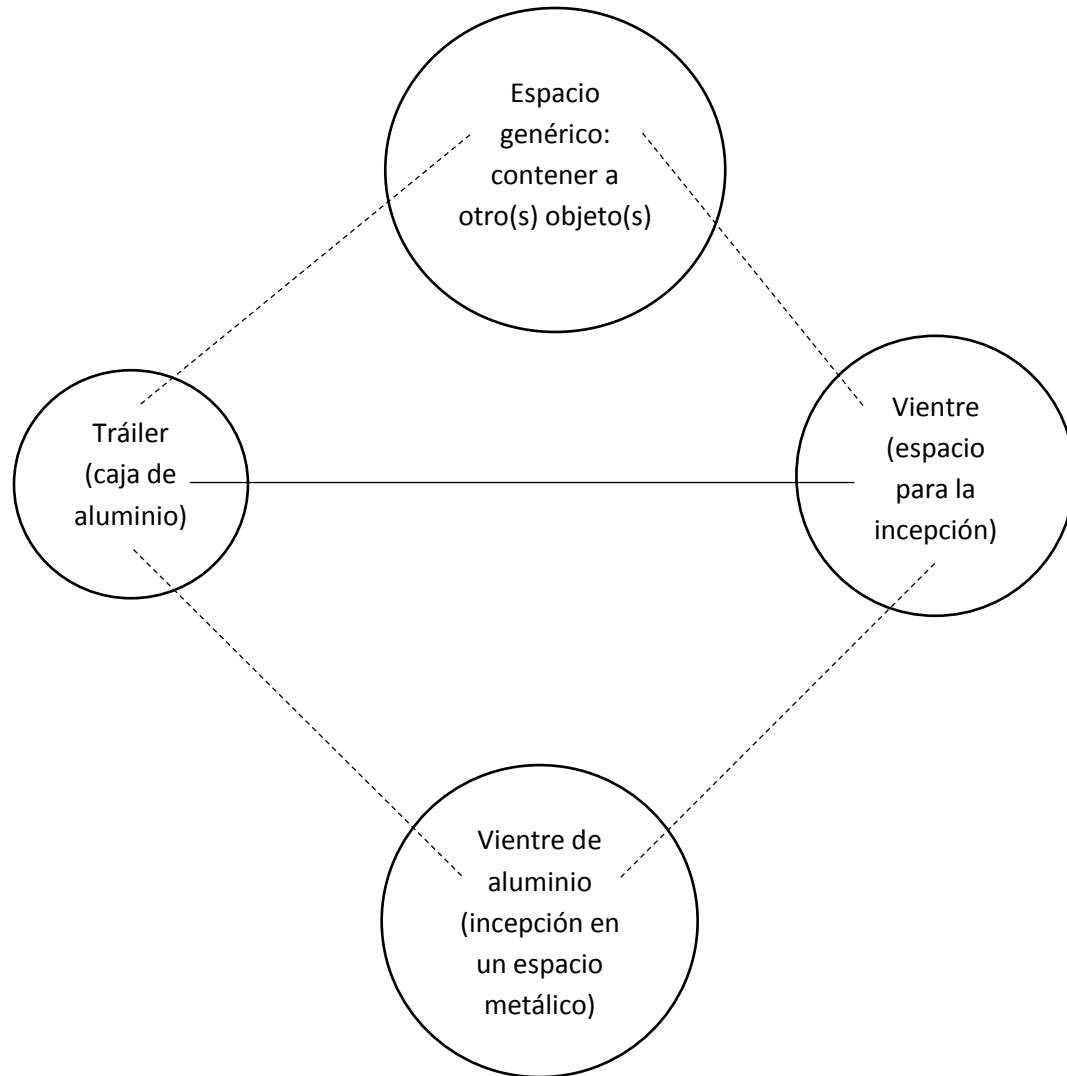 Espacio
genérico:
contener a
otro(s) objeto(s)
Tráiler
(caja de
aluminio)
Vientre
(espacio
para la
incepción)
Vientre de
aluminio
(incepción en
un espacio
metálico)